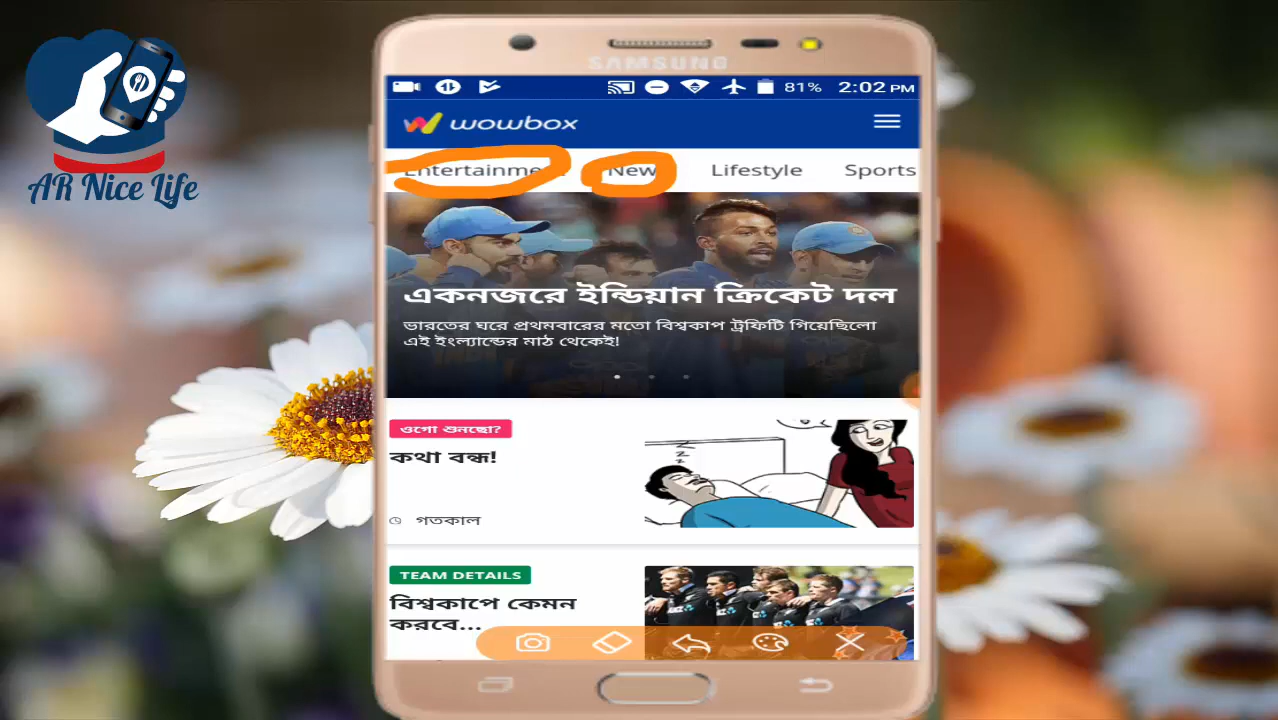 SAMSUNG
81% 2:02 PM
wowbox
Entertainment New Lifestyle Sports
একনজরে ইন্ডিয়ান ক্রিকেট দল
ভারতের ঘরে প্রথমবারের মতো বিশ্বকাপ ট্রফিটি গিয়েছিলো
এই ইংল্যান্ডের মাঠ থেকেই!
ওগো শুনছো?
কথা বন্ধ!
গতকাল
TEAM DETAILS
বিশ্বকাপে কেমন
করবে...
AR Nice Life